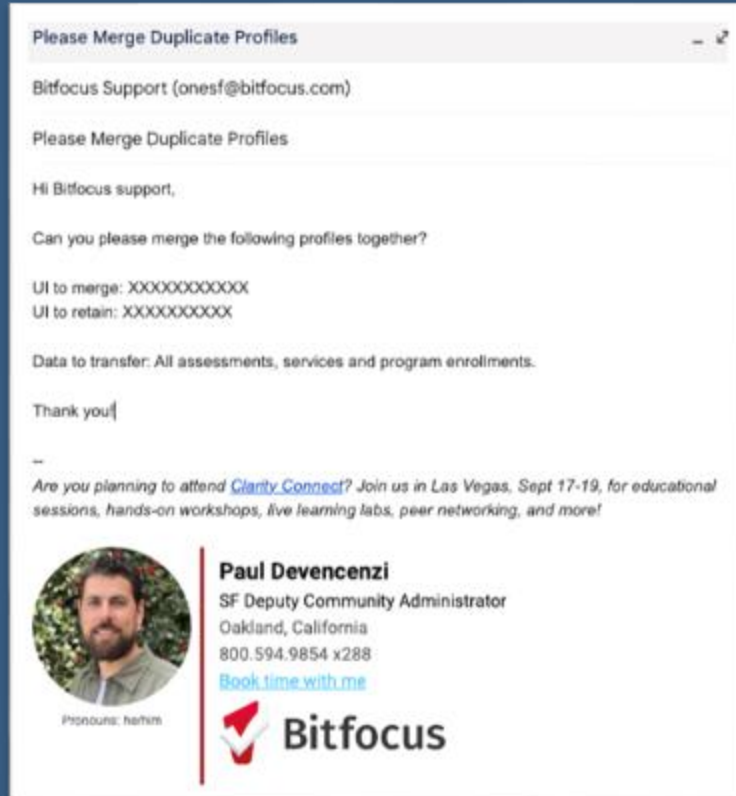 Please Merge Duplicate Profiles
Bitfocus Support (onesf@bitfocus.com)
Please Merge Duplicate Profiles
Hi Bitfocus support,
Can you please merge the following profiles together?
UI to merge: XXXXXXXXXXX
UI to retain: XXXXXXXXXX
Data to transfer: All assessments, services and program enrollments.
Thank you!
--
Are you planning to attend Clarity Connect? Join us in Las Vegas, Sept 17-19, for educational
sessions, hands-on workshops, live learning labs, peer networking, and more!
Paul Devencenzi
SF Deputy Community Administrator
Oakland, California
800.594.9854 x288
Book time with me
Pronouns: he/him
Bitfocus